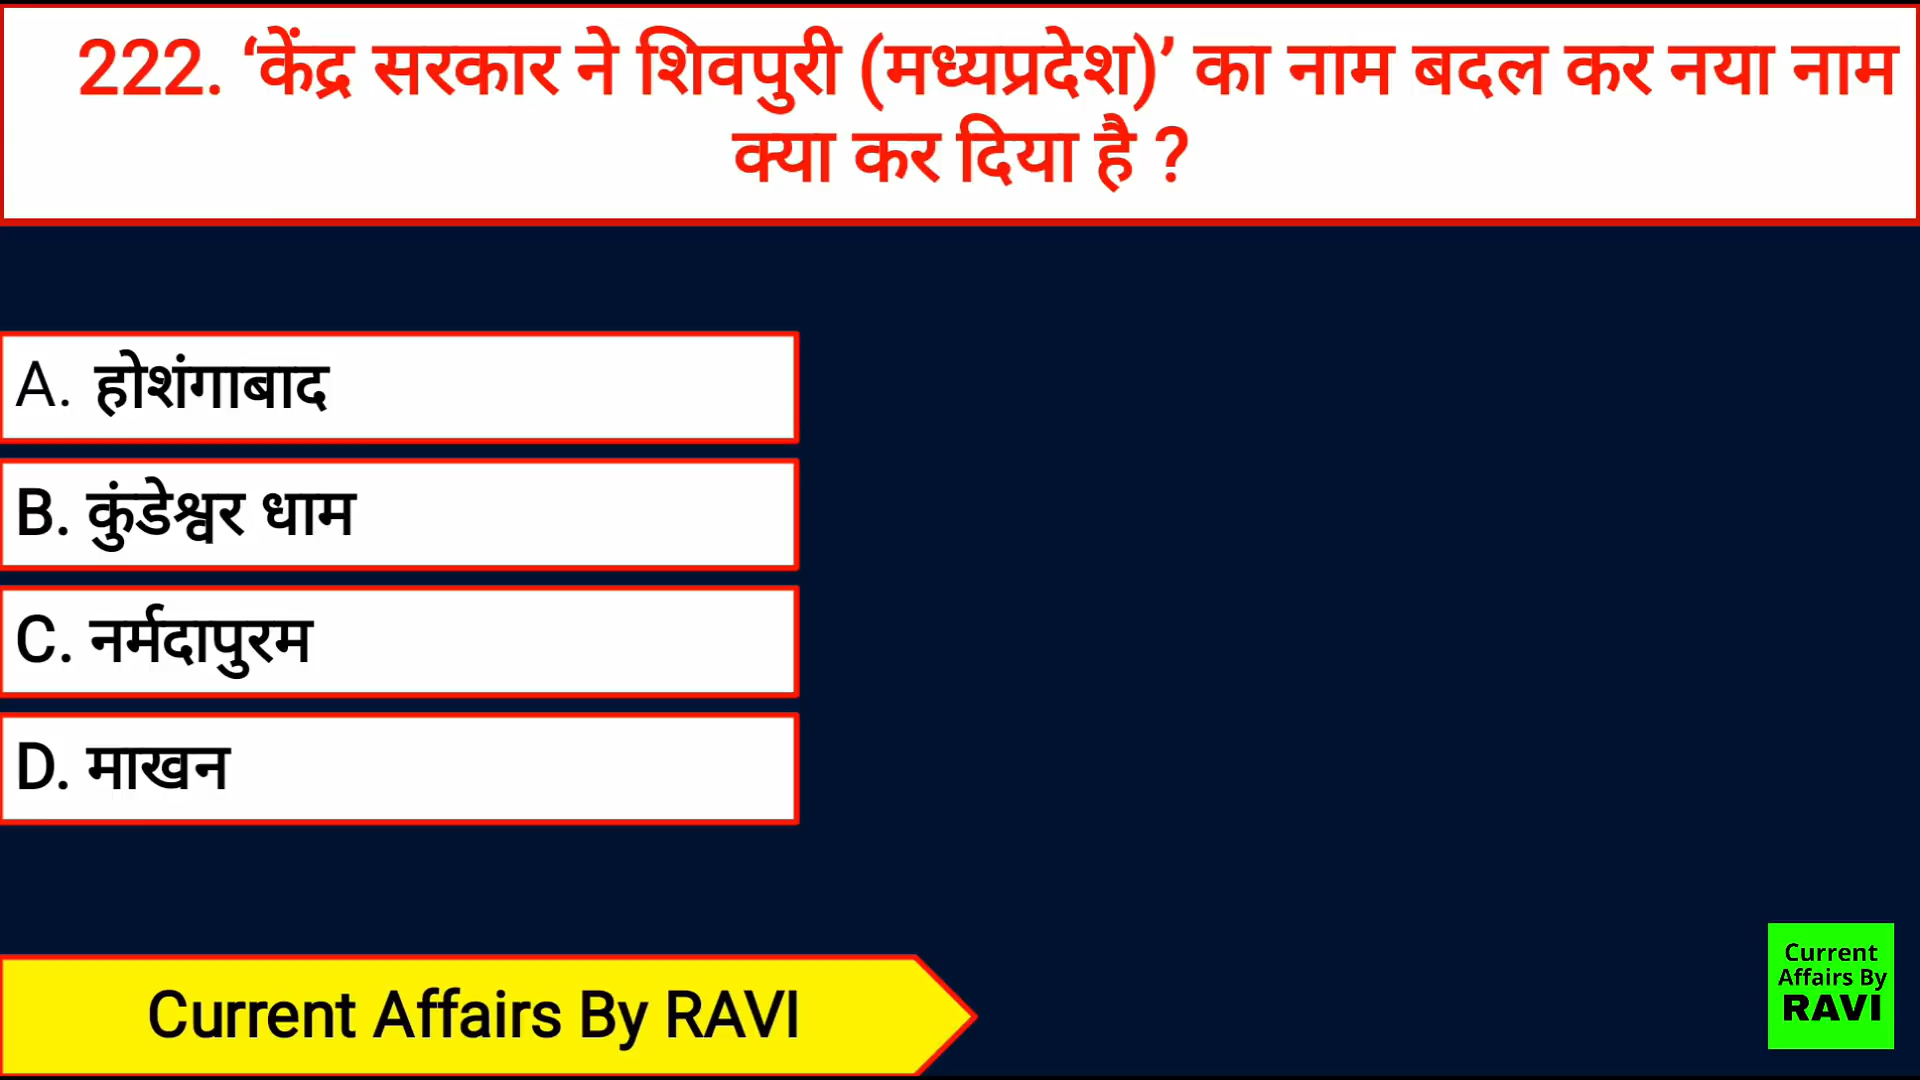 222. ‘केंद्र सरकार ने शिवपुरी (मध्यप्रदेश)’ का नाम बदल कर नया नाम
क्या कर दिया है ?
A. होशंगाबाद
B. कुंडेश्वर धाम
C. नर्मदापुरम
D. माखन
Current Affairs By RAVI
Current
Affairs By
RAVI